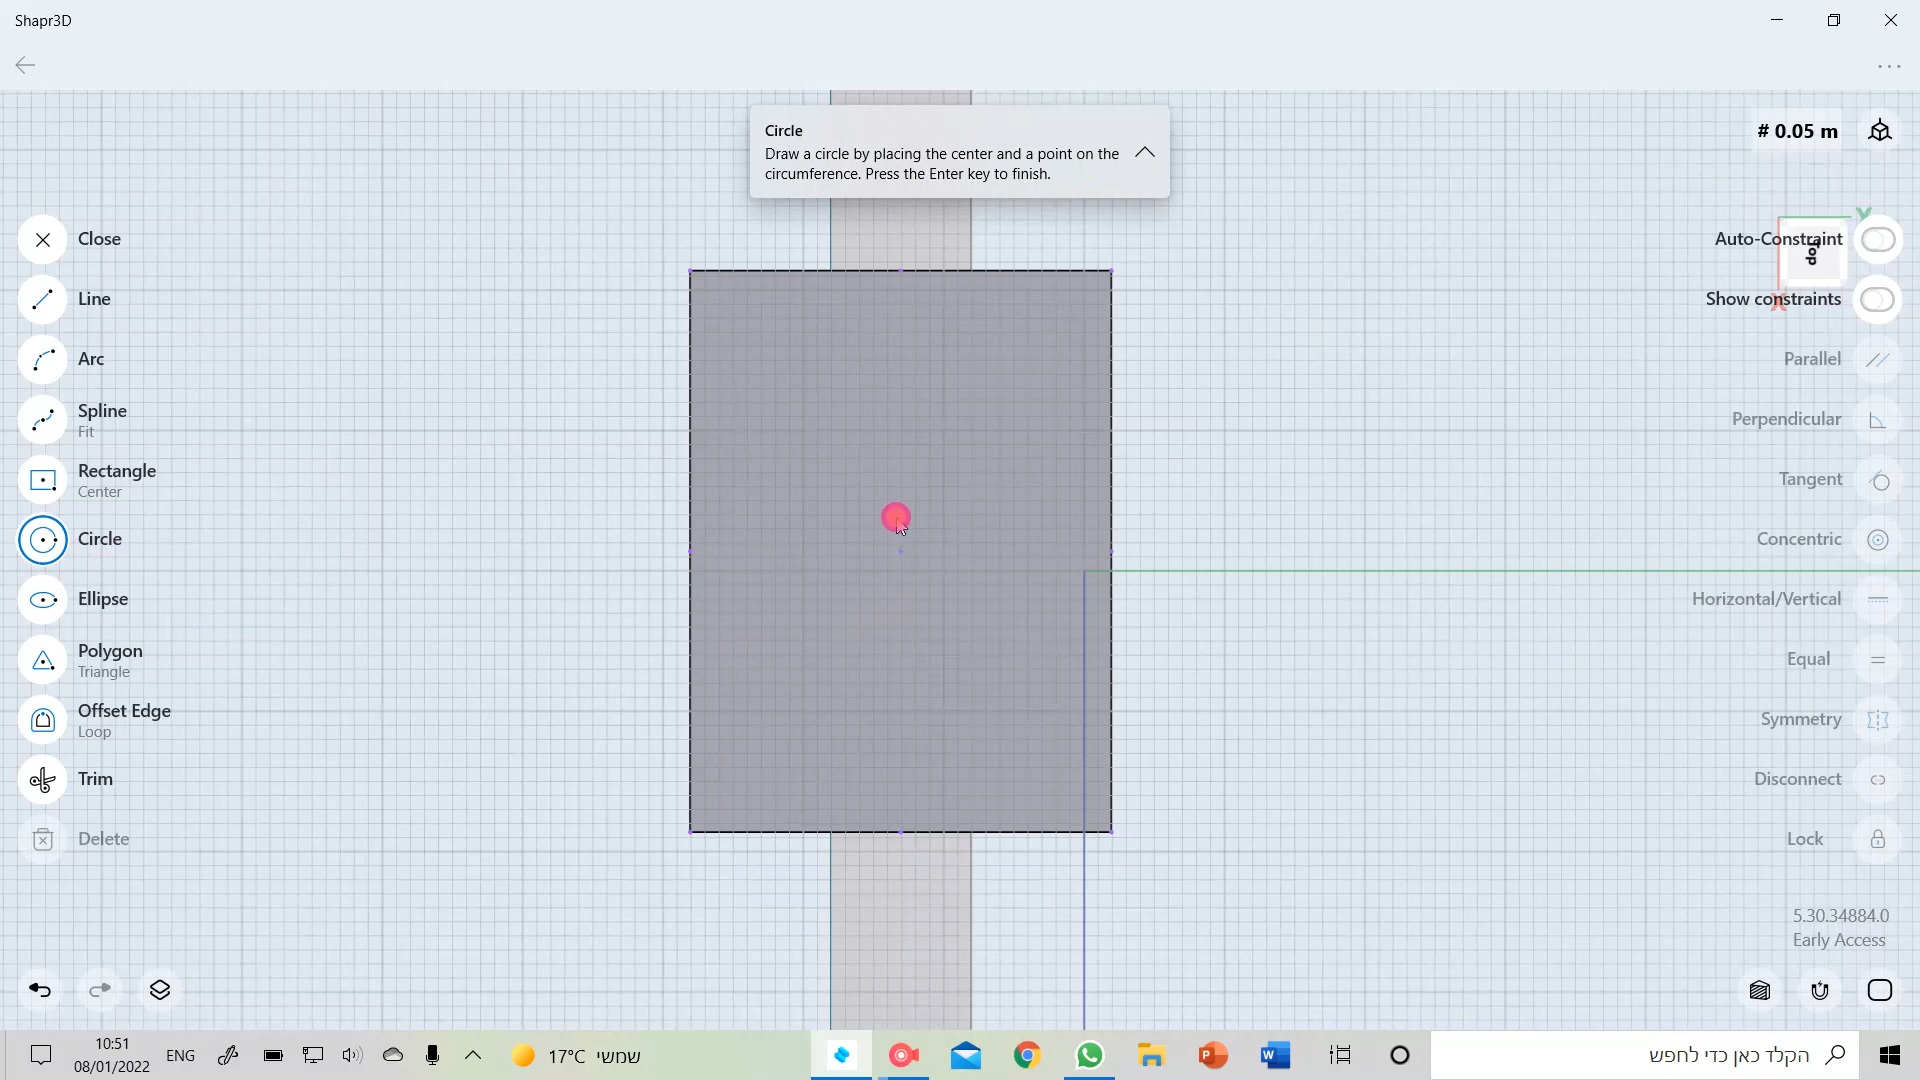 Shapr3D
Circle
Draw a circle by placing the center and a point on the
circumference. Press the Enter key to finish.
# 0.05 m
Close
Line
Arc
Spline
Fit
Rectangle
Center
Circle
Ellipse
Polygon
Triangle
Offset Edge
Loop
Trim
Delete
Y
Top
X
Auto-Constraint
Show constraints
Parallel
Perpendicular
Tangent
Concentric
Horizontal/Vertical
Equal
Symmetry
Disconnect
Lock
5.30.34884.0
Early Access
10:51
08/01/2022
ENG
17°C שמשי
הקלד כאן כדי לחפש